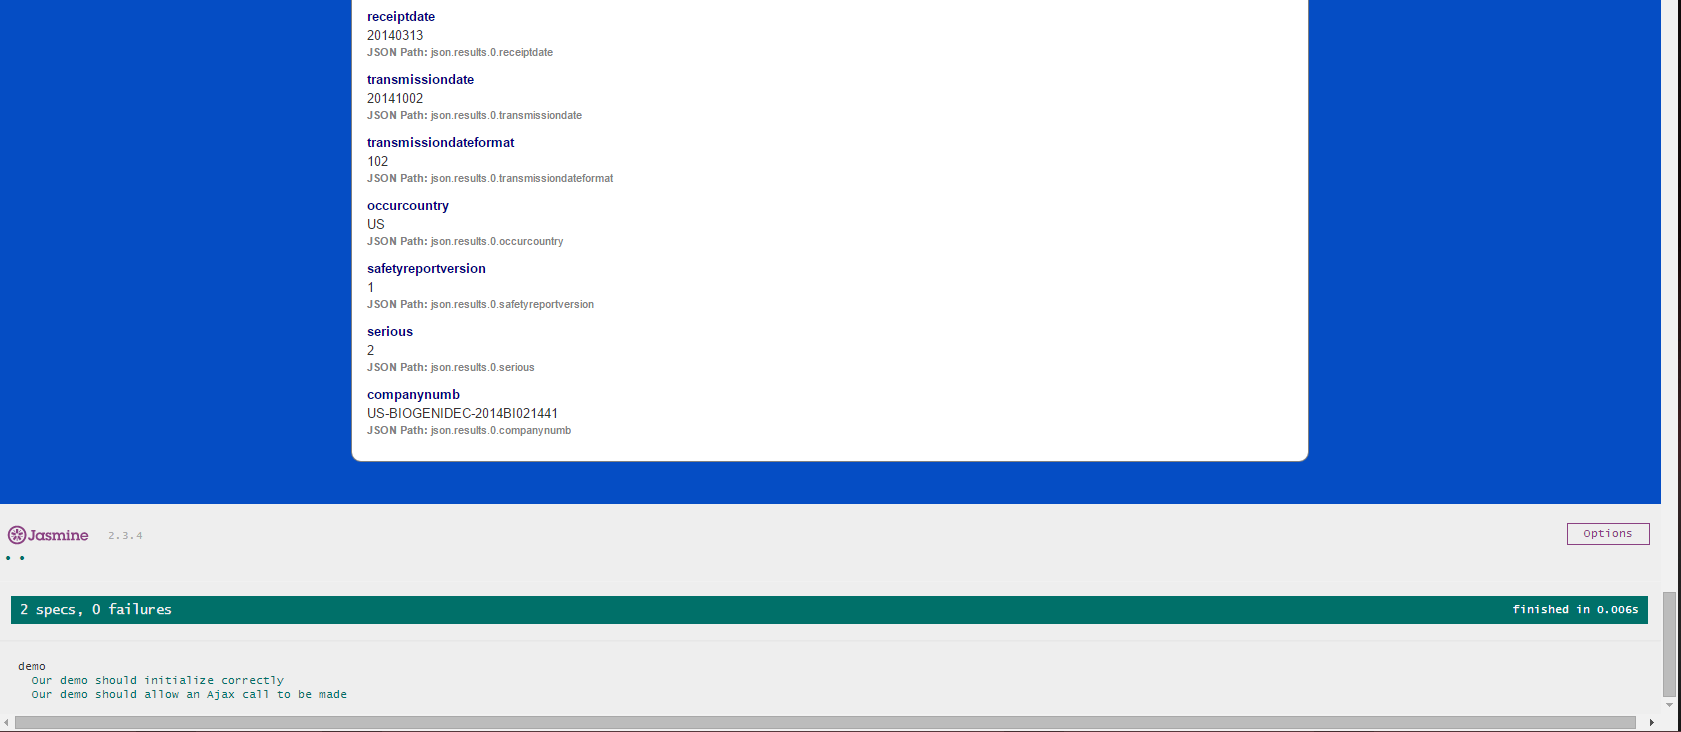 receiptdate
20140313
JSON Path: json.results.0.receiptdate
transmissiondate
20141002
JSON Path: json.results.0.transmissiondate
transmissiondateformat
102
JSON Path: json.results.0.transmissiondateformat
occurcountry
US
JSON Path: json.results.0.occurcountry
safetyreportversion
1
JSON Path: json.results.0.safetyreportversion
serious
2
JSON Path: json.results.0.serious
companynumb
US-BIOGENIDEC-2014BI021441
JSON Path: json.results.0.companynumb
Jasmine 2.3.4 Options
• •
2 specs, 0 failures finished in 0.006s
demo
Our demo should initialize correctly
Our demo should allow an Ajax call to be made